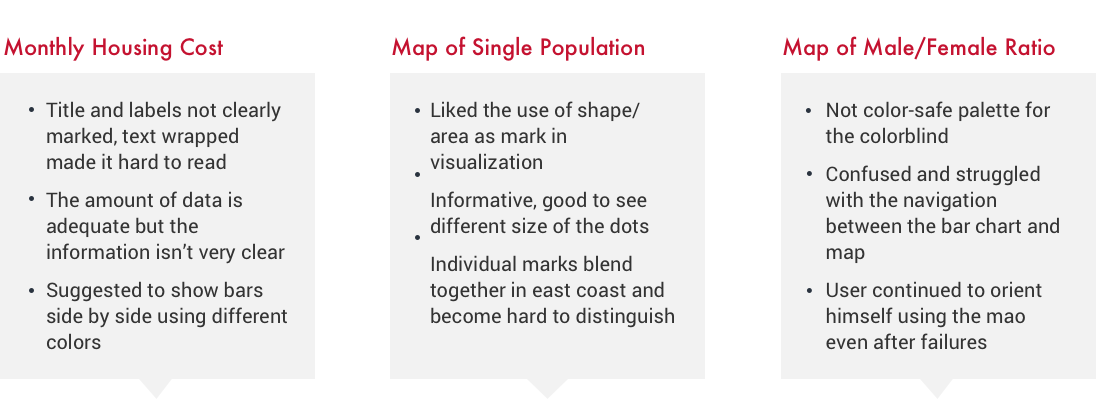 Monthly Housing Cost
• Title and labels not clearly
marked, text wrapped
made it hard to read
• The amount of data is
adequate but the
information isn’t very clear
• Suggested to show bars
side by side using different
colors
Map of Single Population
• Liked the use of shape/
area as mark in
visualization
• Informative, good to see
different size of the dots
• Individual marks blend
together in east coast and
become hard to distinguish
Map of Male/Female Ratio
• Not color-safe palette for
the colorblind
• Confused and struggled
with the navigation
between the bar chart and
map
• User continued to orient
himself using the mao
even after failures